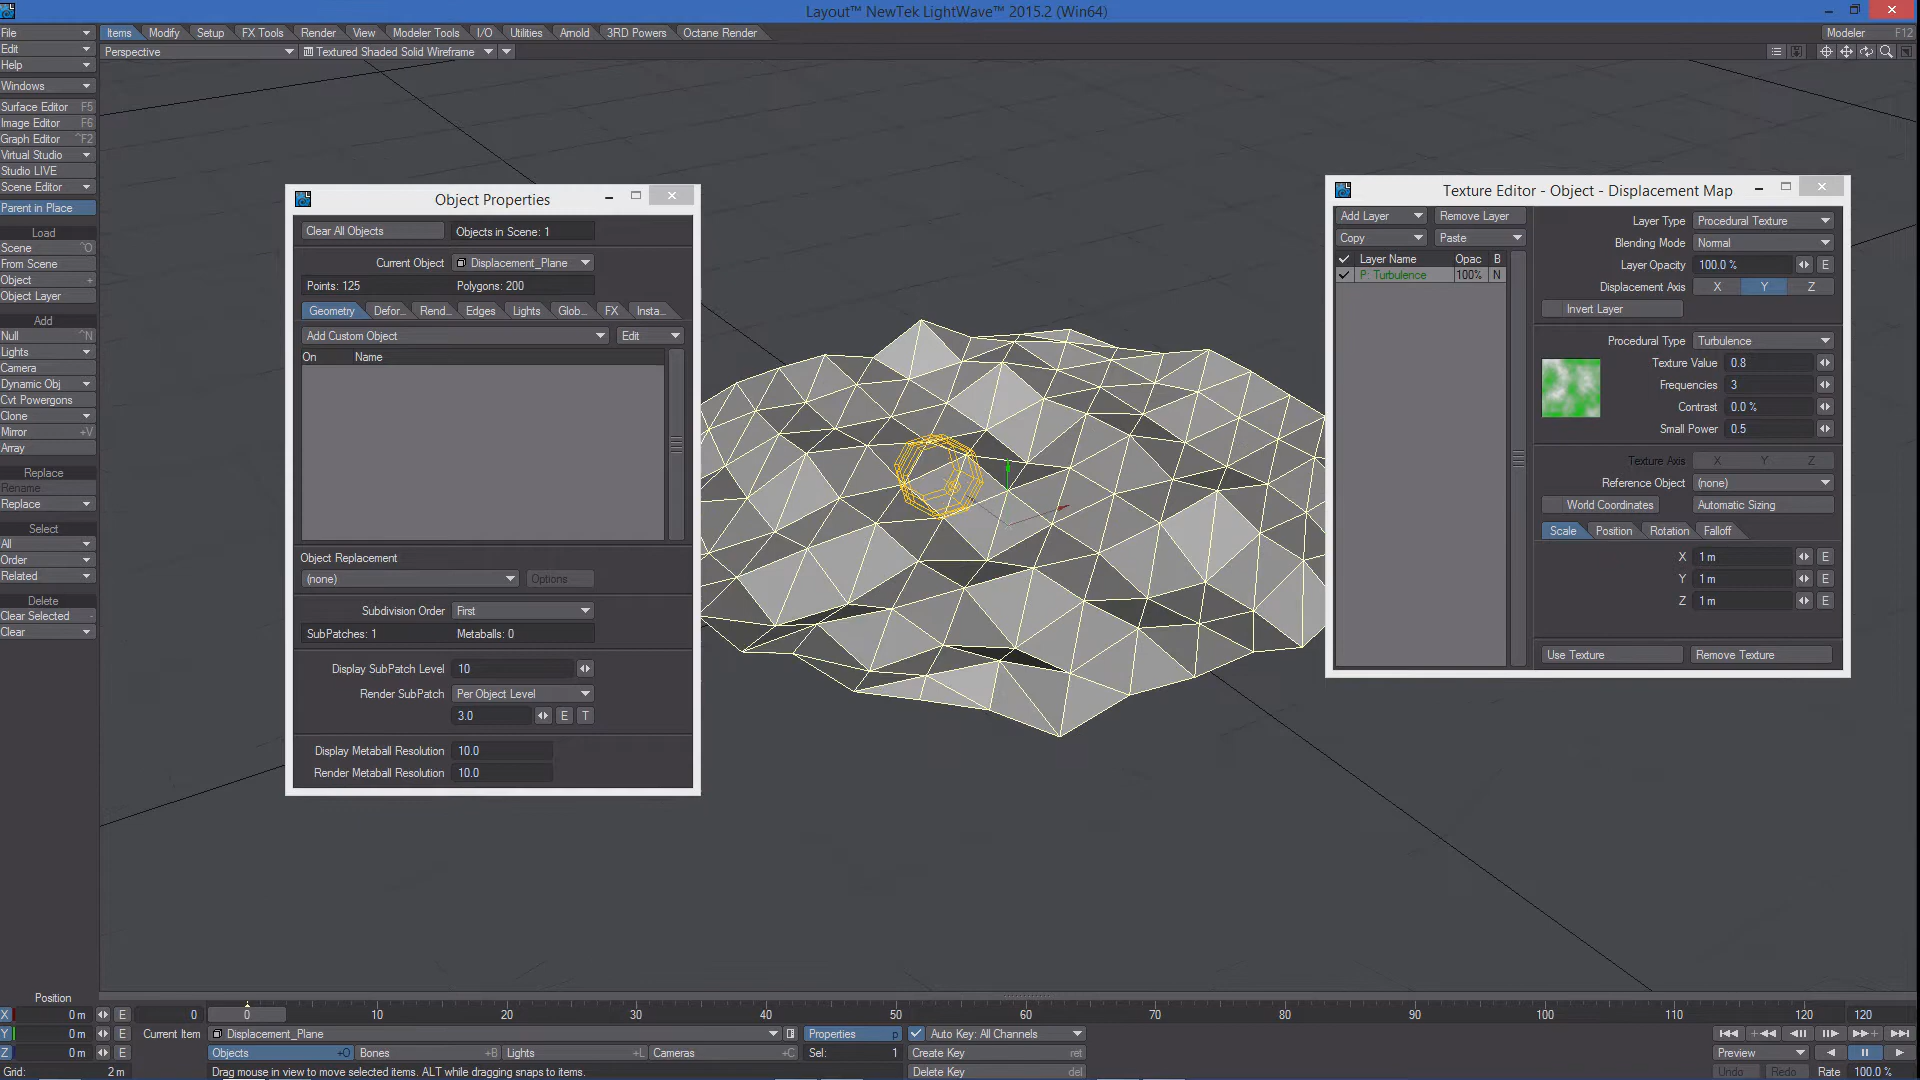 Layout™ NewTek LightWave™ 2015.2 (Win64)
File Items Modify Setup FX Tools Render View Modeler Tools I/O Utilities Arnold 3RD Powers Octane Render Modeler F12
Edit Perspective Textured Shaded Solid Wireframe
Help
Windows
Surface Editor F5
Image Editor F6
Graph Editor ^F2
Virtual Studio
Studio LIVE
Scene Editor
Parent in Place
Load
Scene ^O
From Scene
Object +
Object Layer
Add
Null ^N
Lights
Camera
Dynamic Obj
Cvt Powergons
Clone
Mirror +V
Array
Replace
Rename
Replace
Select
All
Order
Related
Delete
Clear Selected -
Clear
Object Properties
Clear All Objects Objects in Scene: 1
Current Object Displacement_Plane
Points: 125 Polygons: 200
Geometry Defor... Rend... Edges Lights Glob... FX Insta...
Add Custom Object Edit
On Name
Object Replacement
(none) Options
Subdivision Order First
SubPatches: 1 Metaballs: 0
Display SubPatch Level 10
Render SubPatch Per Object Level
3.0 E T
Display Metaball Resolution 10.0
Render Metaball Resolution 10.0
Texture Editor - Object - Displacement Map
Add Layer Remove Layer
Copy Paste
Layer Name Opac B
P: Turbulence 100% N
Layer Type Procedural Texture
Blending Mode Normal
Layer Opacity 100.0 % E
Displacement Axis X Y Z
Invert Layer
Procedural Type Turbulence
Texture Value 0.8
Frequencies 3
Contrast 0.0 %
Small Power 0.5
Texture Axis X Y Z
Reference Object (none)
World Coordinates Automatic Sizing
Scale Position Rotation Falloff
X 1 m E
Y 1 m E
Z 1 m E
Use Texture Remove Texture
Position
X 0 m E 0 0 10 20 30 40 50 60 70 80 90 100 110 120 120
Y 0 m E Current Item Displacement_Plane Properties p Auto Key: All Channels
Z 0 m E Objects +O Bones +B Lights +L Cameras +C Sel: 1 Create Key ret Preview
Grid: 2 m Drag mouse in view to move selected items. ALT while dragging snaps to items. Delete Key del Undo Redo Rate 100.0 %